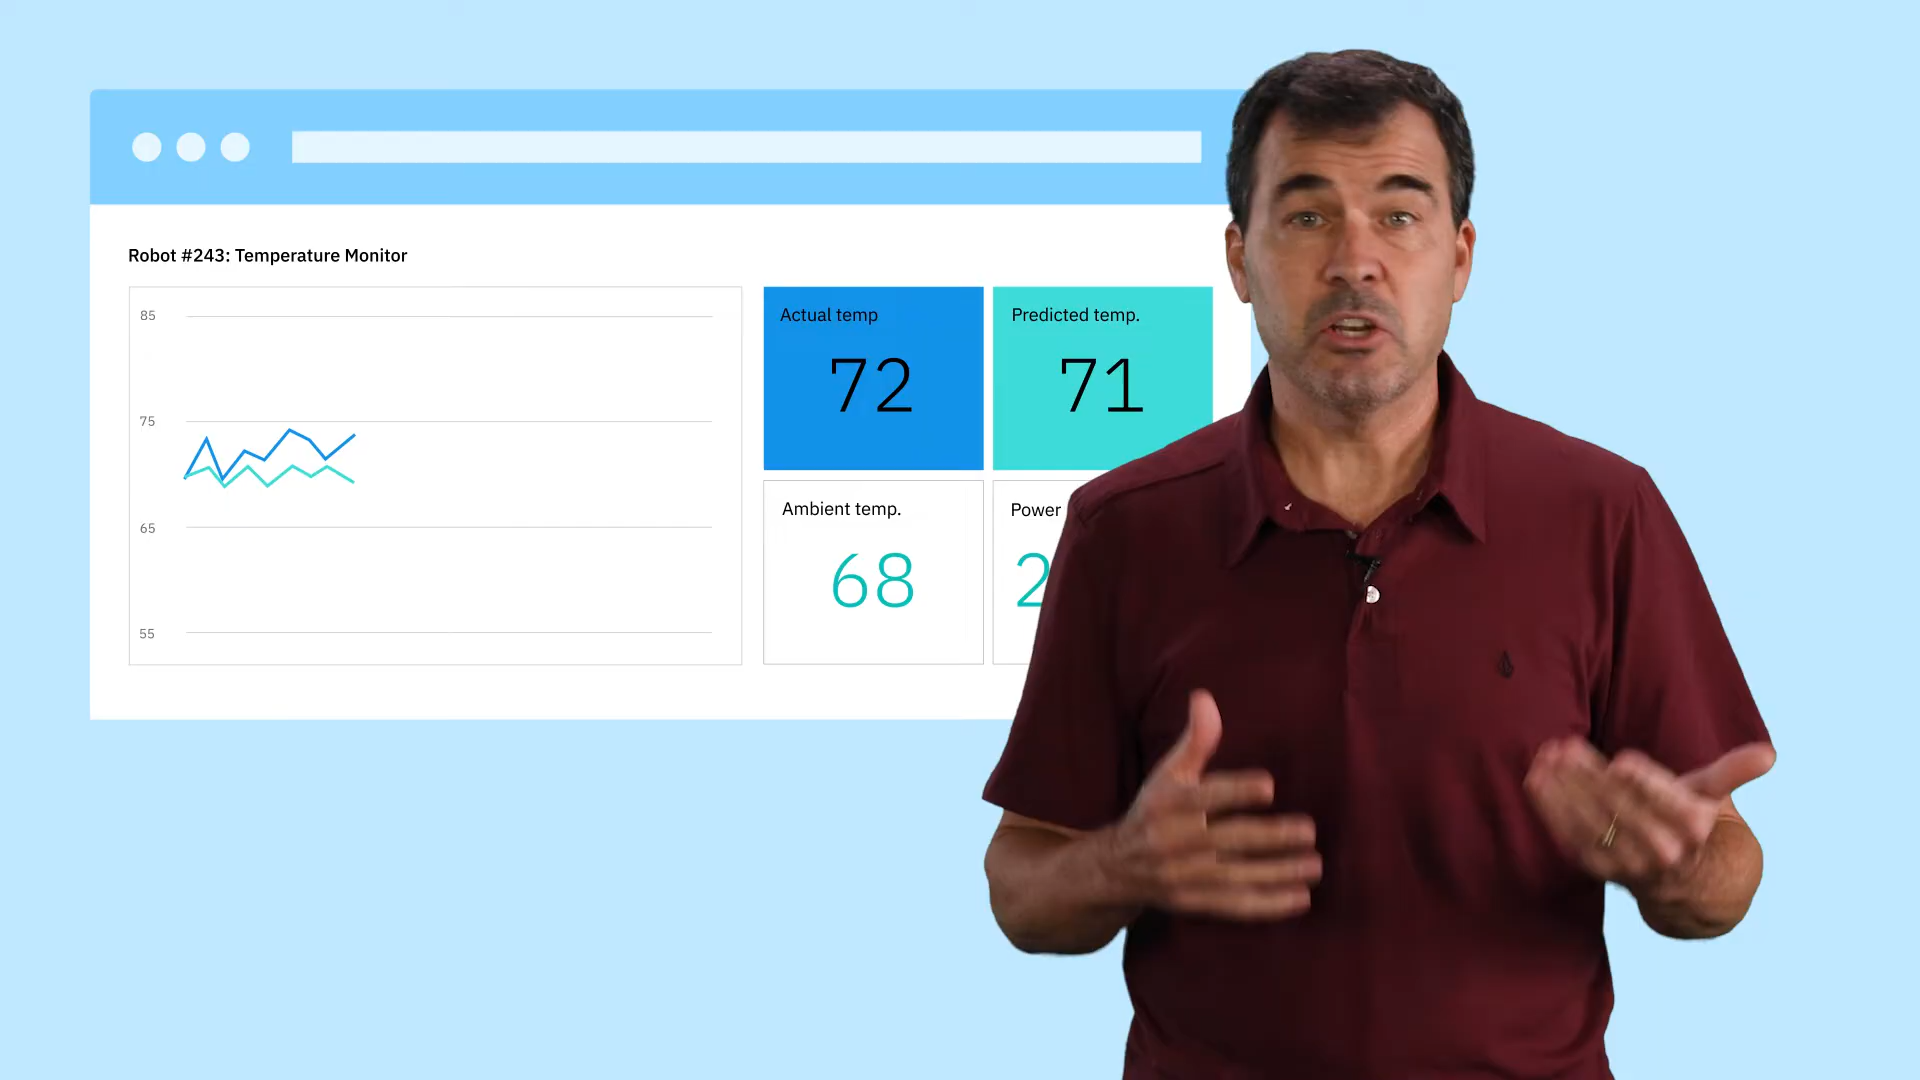 Robot #243: Temperature Monitor
85
75
65
55
Actual temp
72
Predicted temp.
71
Ambient temp.
68
Power
2